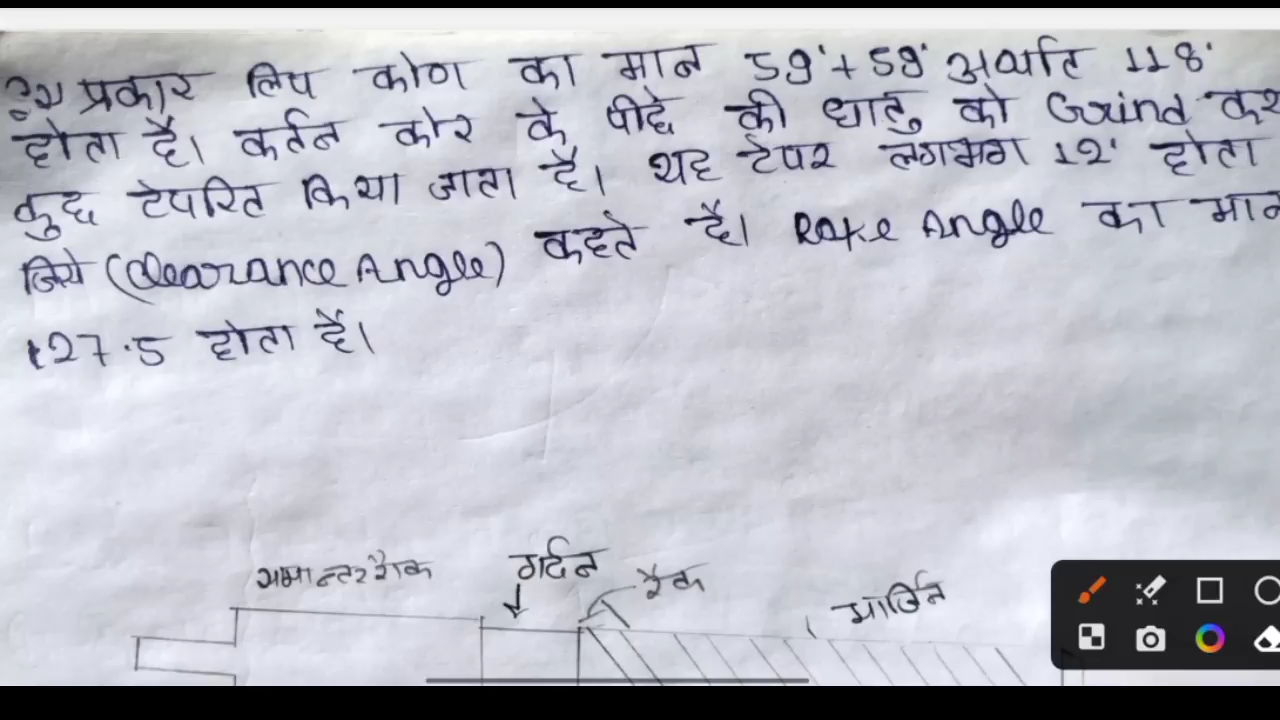 इस प्रकार लिप कोण का मान 59°+59° अर्थात 118°
होता है। कर्तन कोर के पीछे की धातु को Grind कर
कुछ टेपरित किया जाता है। यह टेपर लगभग 12° होता
जिसे (Clearance Angle) कहते है। Rake Angle का मान
27.5 होता है।
समान्तर शैंक
गर्दन
रैक
मार्जिन